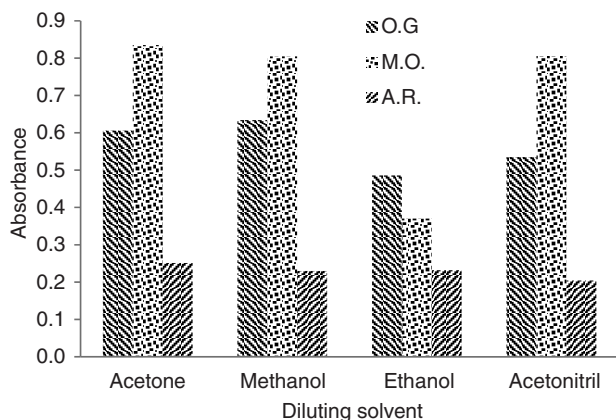 0.9
0.8
0.7
0.6
0.5
0.4
0.3
0.2
0.1
0.0
Absorbance
O.G
M.O.
A.R.
Acetone Methanol Ethanol Acetonitril
Diluting solvent